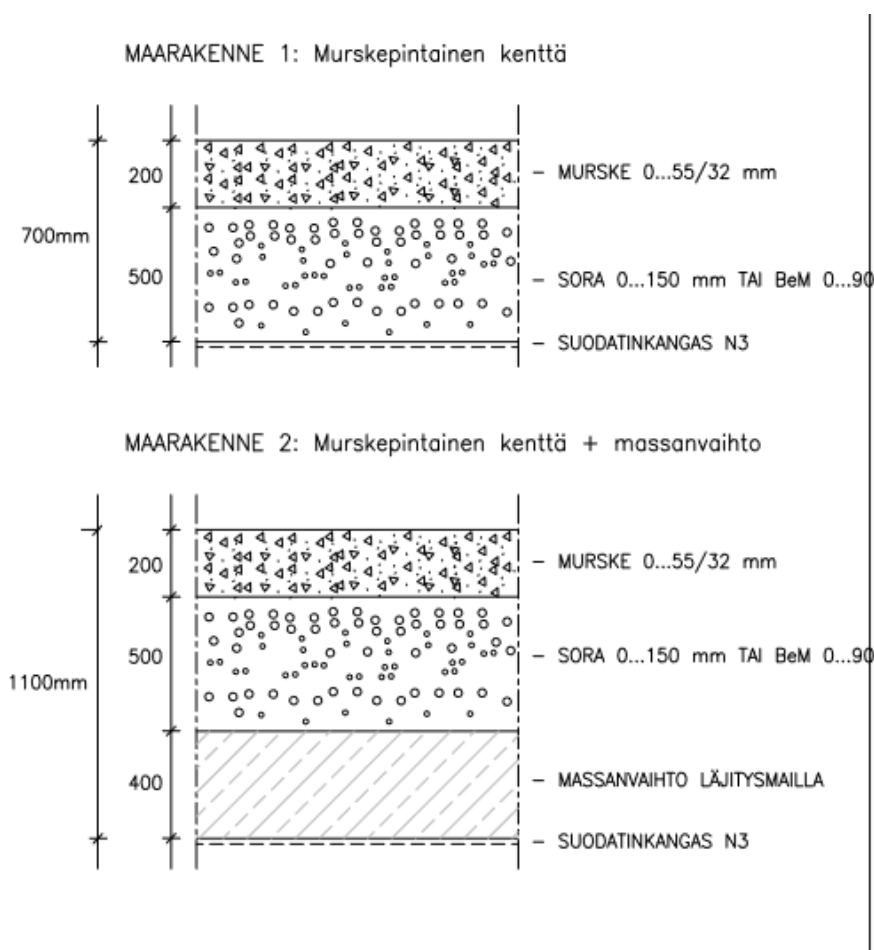 MAARAKENNE 1: Murskepintainen kenttä
200
MURSKE 0...55/32 mm
700mm
500
SORA 0...150 mm TAI BeM 0...90
SUODATINKANGAS N3
MAARAKENNE 2: Murskepintainen kenttä + massanvaihto
200
MURSKE 0...55/32 mm
500
SORA 0...150 mm TAI BeM 0...90
1100mm
400
MASSANVAIHTO LÄJITYSMAILLA
SUODATINKANGAS N3